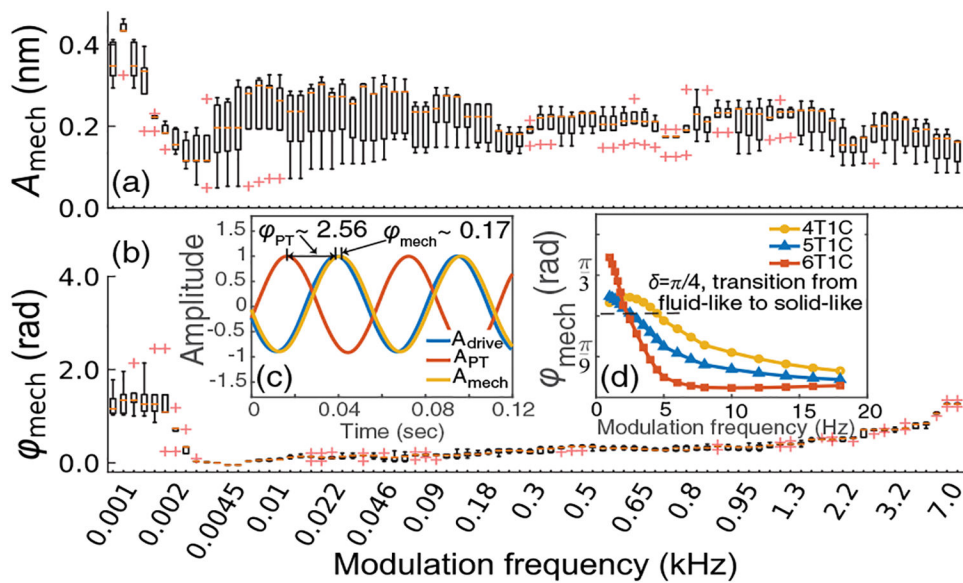 A_mech (nm)
0.4
0.2
0.0
(a)
φ_mech (rad)
4.0
2.0
0.0
(b)
Amplitude
1.5
1
0.5
0
-0.5
-1
-1.5
φ_PT~ 2.56
φ_mech~ 0.17
A_drive
A_PT
A_mech
(c)
0
0.04
0.08
0.12
Time (sec)
φ_mech (rad)
π/3
π/9
4T1C
5T1C
6T1C
δ=π/4, transition from
fluid-like to solid-like
(d)
0
5
10
15
20
Modulation frequency (Hz)
0.001
0.002
0.0045
0.01
0.022
0.046
0.09
0.18
0.3
0.5
0.65
0.8
0.95
1.3
2.2
3.2
7.0
Modulation frequency (kHz)